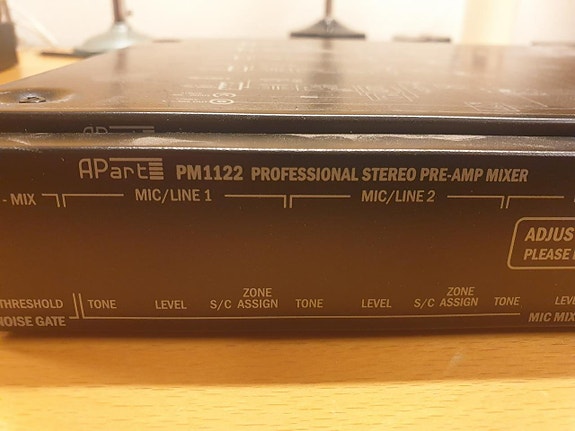 APart PM1122 PROFESSIONAL STEREO PRE-AMP MIXER
- MIX MIC/LINE 1 MIC/LINE 2
ADJUS
PLEASE
ZONE ZONE
THRESHOLD TONE LEVEL S/C ASSIGN TONE LEVEL S/C ASSIGN TONE LEV
NOISE GATE MIC MIX